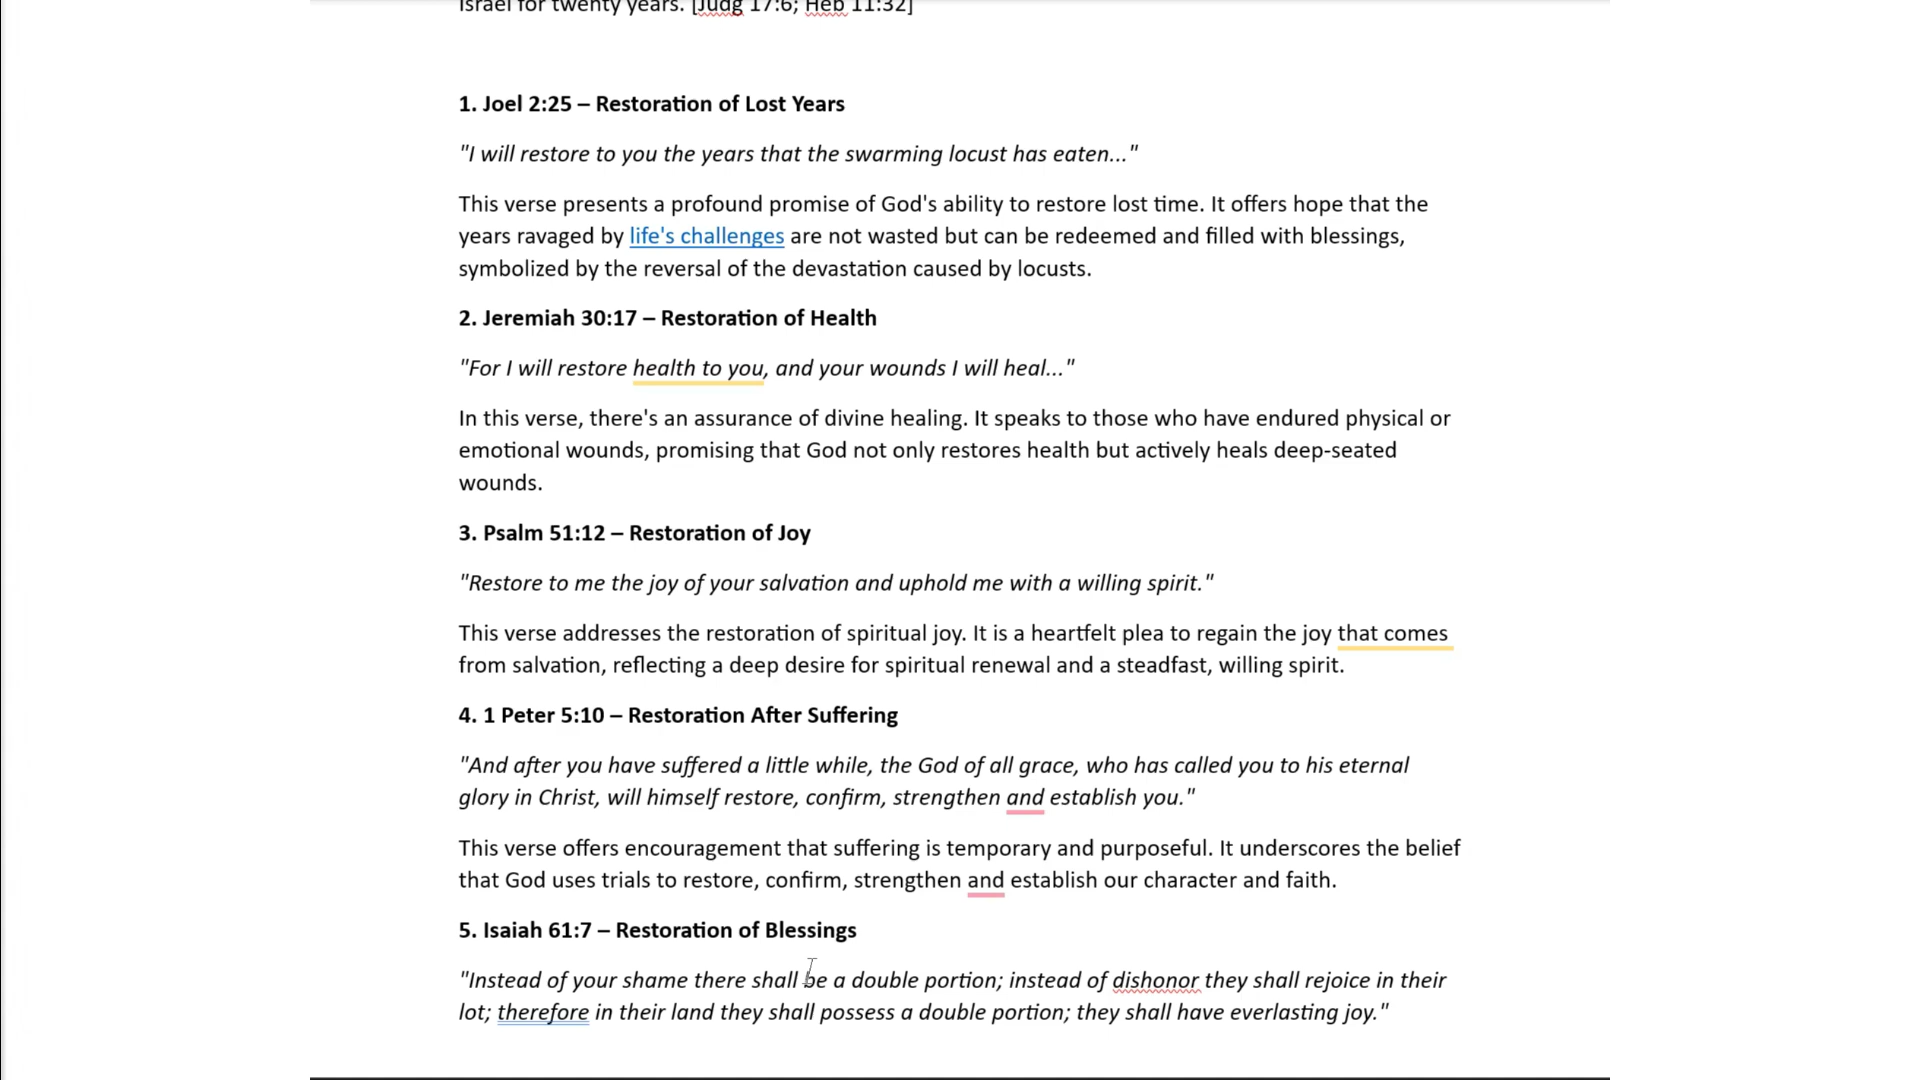 Israel for twenty years. [Judg 17:6; Heb 11:32]
1. Joel 2:25 – Restoration of Lost Years
"I will restore to you the years that the swarming locust has eaten..."
This verse presents a profound promise of God's ability to restore lost time. It offers hope that the
years ravaged by life's challenges are not wasted but can be redeemed and filled with blessings,
symbolized by the reversal of the devastation caused by locusts.
2. Jeremiah 30:17 – Restoration of Health
"For I will restore health to you, and your wounds I will heal..."
In this verse, there's an assurance of divine healing. It speaks to those who have endured physical or
emotional wounds, promising that God not only restores health but actively heals deep-seated
wounds.
3. Psalm 51:12 – Restoration of Joy
"Restore to me the joy of your salvation and uphold me with a willing spirit."
This verse addresses the restoration of spiritual joy. It is a heartfelt plea to regain the joy that comes
from salvation, reflecting a deep desire for spiritual renewal and a steadfast, willing spirit.
4. 1 Peter 5:10 – Restoration After Suffering
"And after you have suffered a little while, the God of all grace, who has called you to his eternal
glory in Christ, will himself restore, confirm, strengthen and establish you."
This verse offers encouragement that suffering is temporary and purposeful. It underscores the belief
that God uses trials to restore, confirm, strengthen and establish our character and faith.
5. Isaiah 61:7 – Restoration of Blessings
"Instead of your shame there shall be a double portion; instead of dishonor they shall rejoice in their
lot; therefore in their land they shall possess a double portion; they shall have everlasting joy."